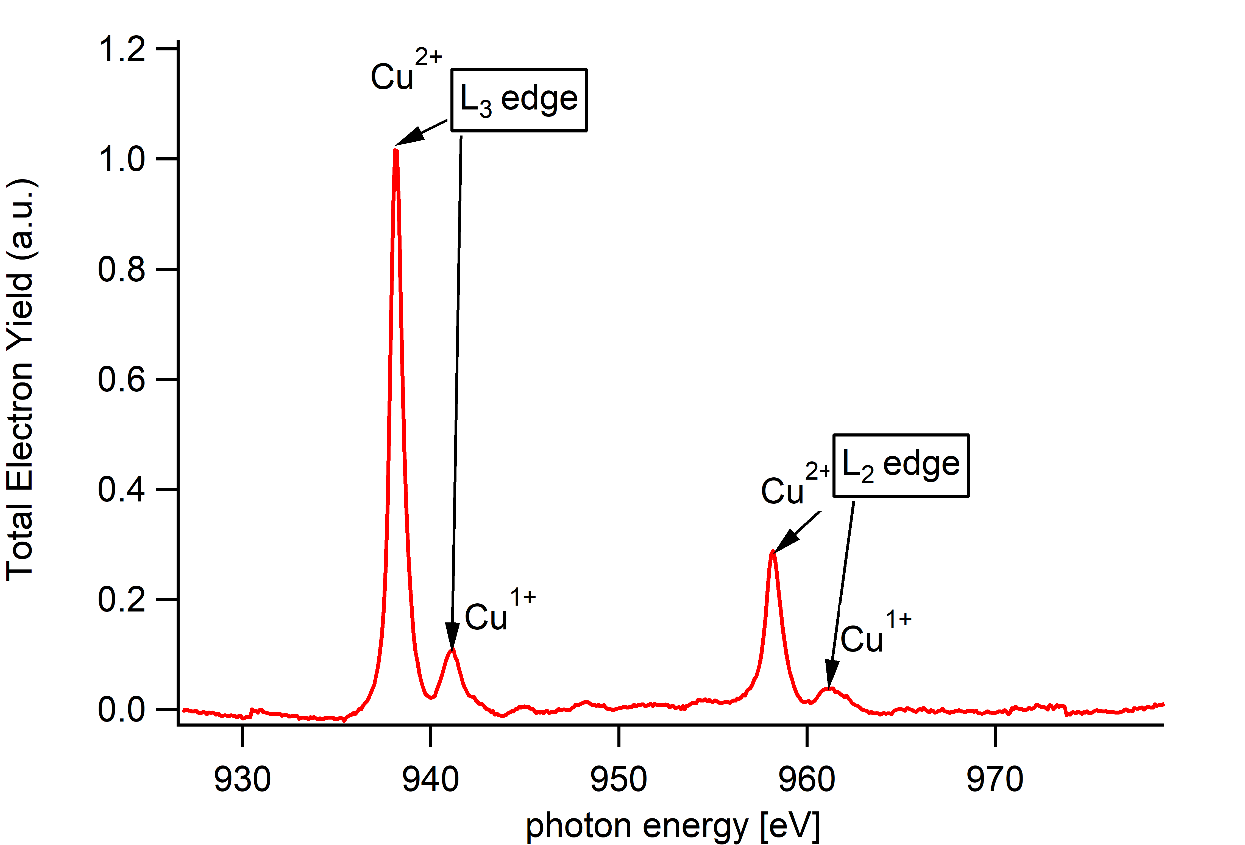 Cu2+
L3 edge
Cu1+
Cu2+
L2 edge
Cu1+
Total Electron Yield (a.u.)
1.2
1.0
0.8
0.6
0.4
0.2
0.0
930 940 950 960 970
photon energy [eV]